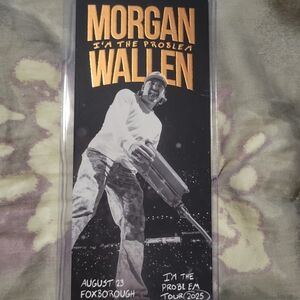 MORGAN
I'M THE PROBLEM
WALLEN
AUGUST 23
FOXBOROUGH
I'M THE
PROBLEM
TOUR/2025